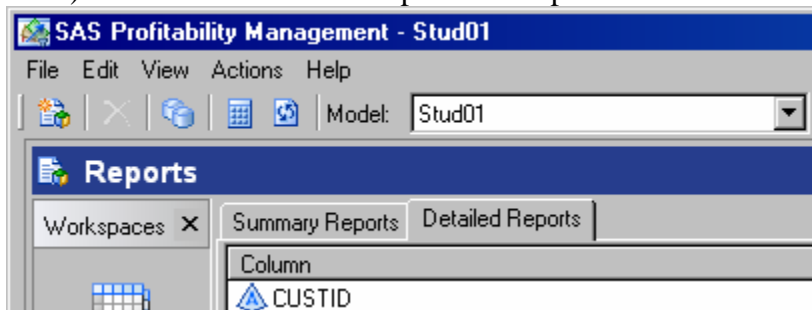 SAS Profitability Management - Stud01
File Edit View Actions Help
Model: Stud01
Reports
Workspaces Summary Reports Detailed Reports
Column
CUSTID